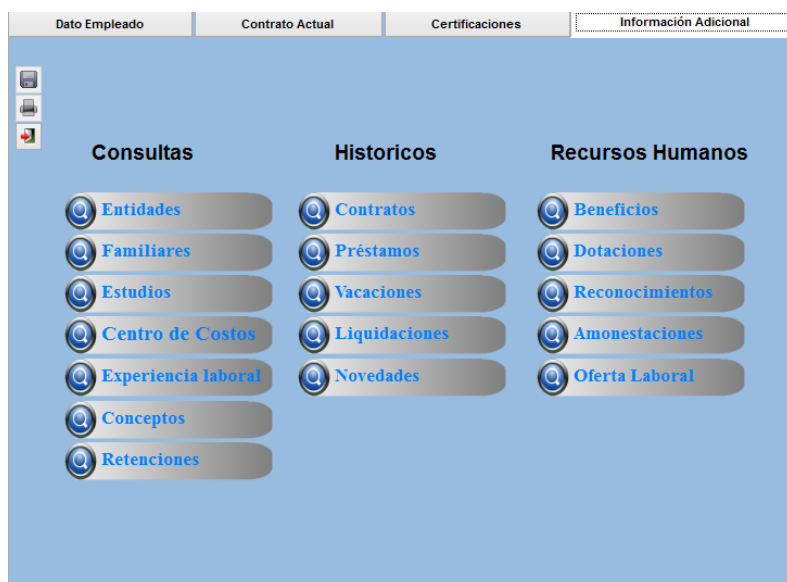 Dato Empleado
Contrato Actual
Certificaciones
Información Adicional
Consultas
Entidades
Familiares
Estudios
Centro de Costos
Experiencia laboral
Conceptos
Retenciones
Historicos
Contratos
Préstamos
Vacaciones
Liquidaciones
Novedades
Recursos Humanos
Beneficios
Dotaciones
Reconocimientos
Amonestaciones
Oferta Laboral